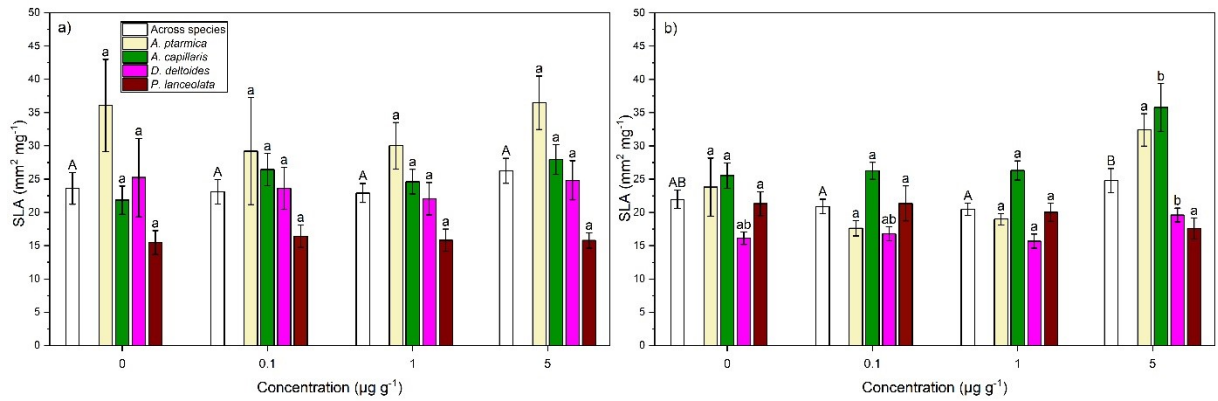 a)
Across species
A. ptarmica
A. capillaris
D. deltoides
P. lanceolata
SLA (mm² mg⁻¹)
50
45
40
35
30
25
20
15
10
5
0
A a a a a
A a a a a
A a a a a
A a a a a
0 0.1 1 5
Concentration (µg g⁻¹)
b)
SLA (mm² mg⁻¹)
50
45
40
35
30
25
20
15
10
5
0
AB a a ab a
A a a ab a
A a a a a
B a b b a
0 0.1 1 5
Concentration (µg g⁻¹)